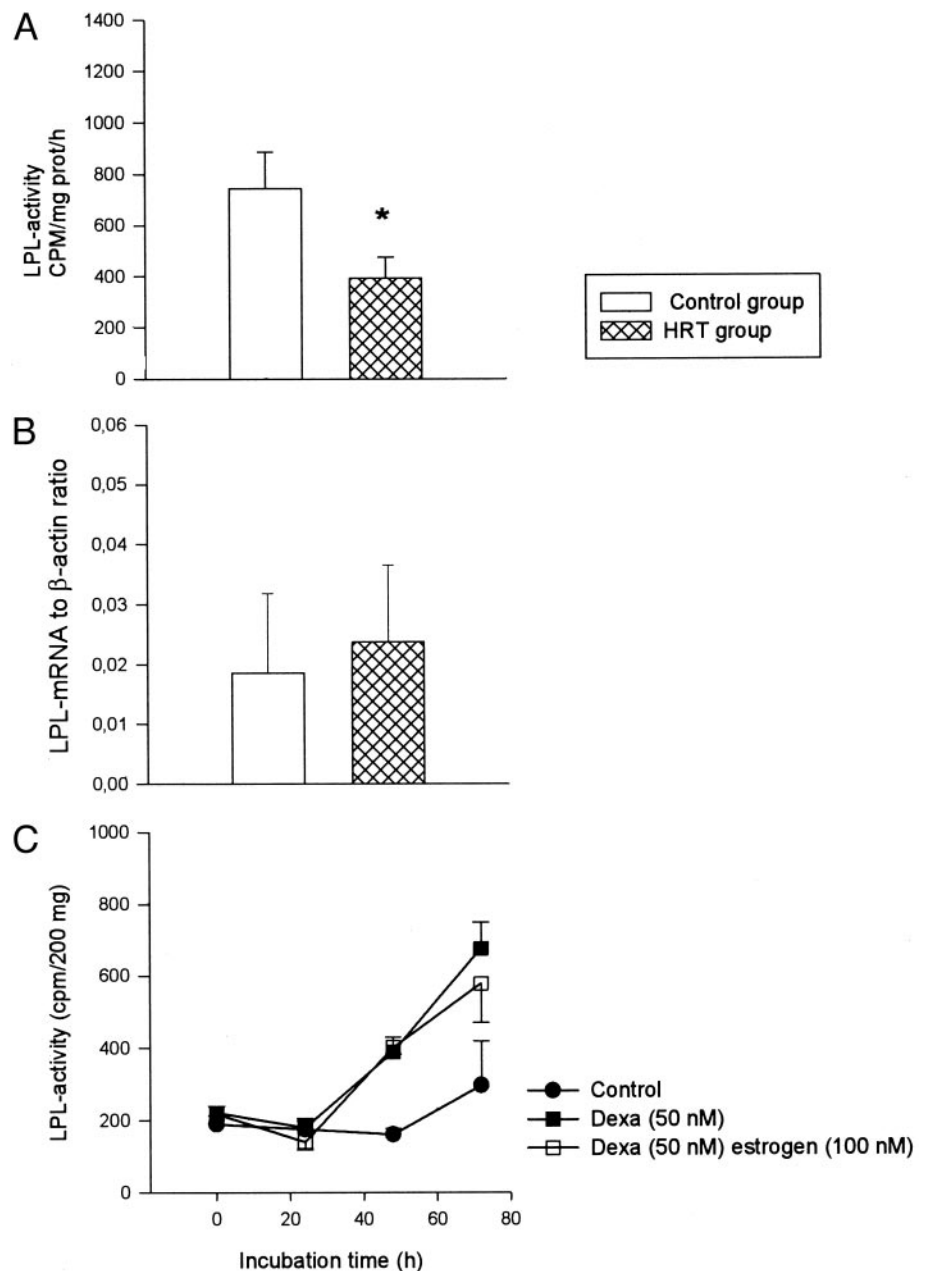 A
LPL-activity
CPM/mg prot/h
1400
1200
1000
800
600
400
200
0
*
Control group
HRT group
B
LPL-mRNA to β-actin ratio
0,06
0,05
0,04
0,03
0,02
0,01
0,00
C
LPL-activity (cpm/200 mg)
1000
800
600
400
200
0
0 20 40 60 80
Incubation time (h)
Control
Dexa (50 nM)
Dexa (50 nM) estrogen (100 nM)